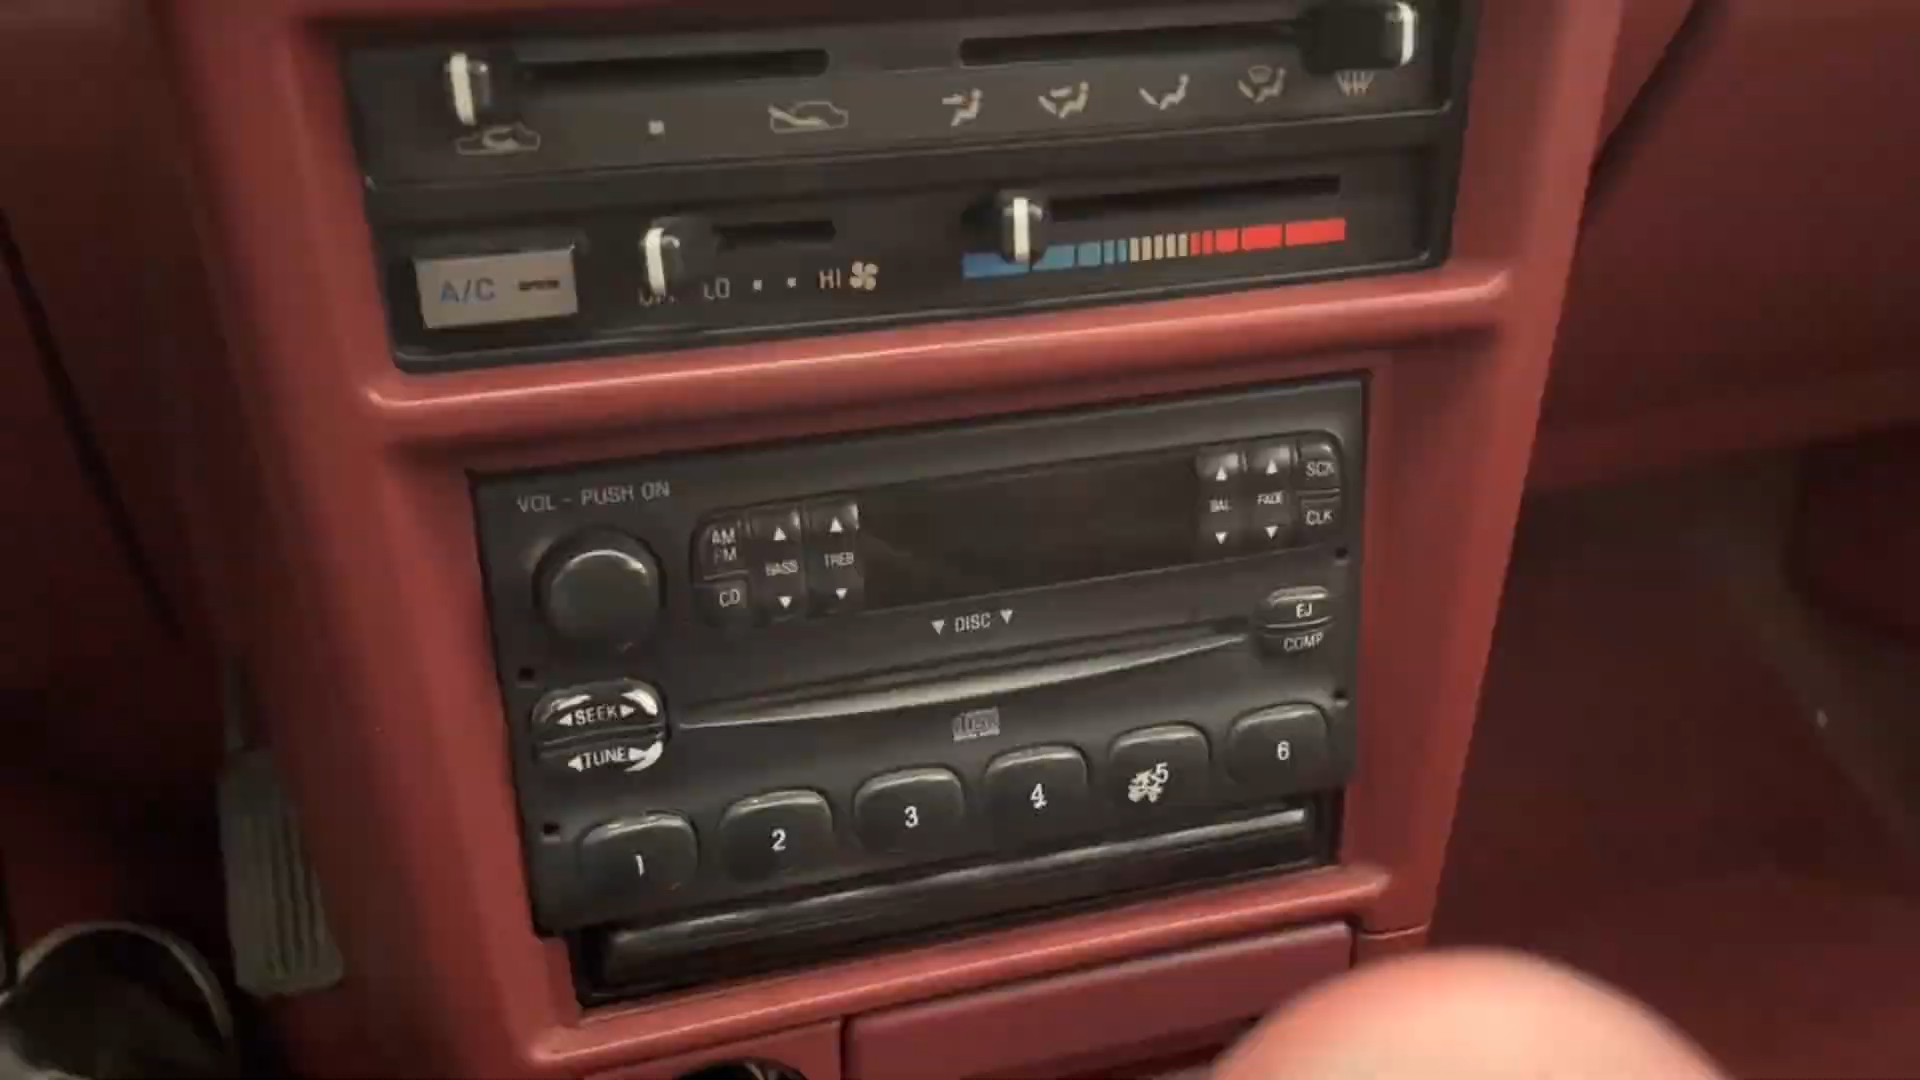 A/C
LO
HI
VOL - PUSH ON
AM
FM
BASS
TREB
CD
BAL
FADE
SCN
CLK
▼ DISC ▼
EJ
COMP
◀SEEK▶
◀TUNE▶
1
2
3
4
5
6